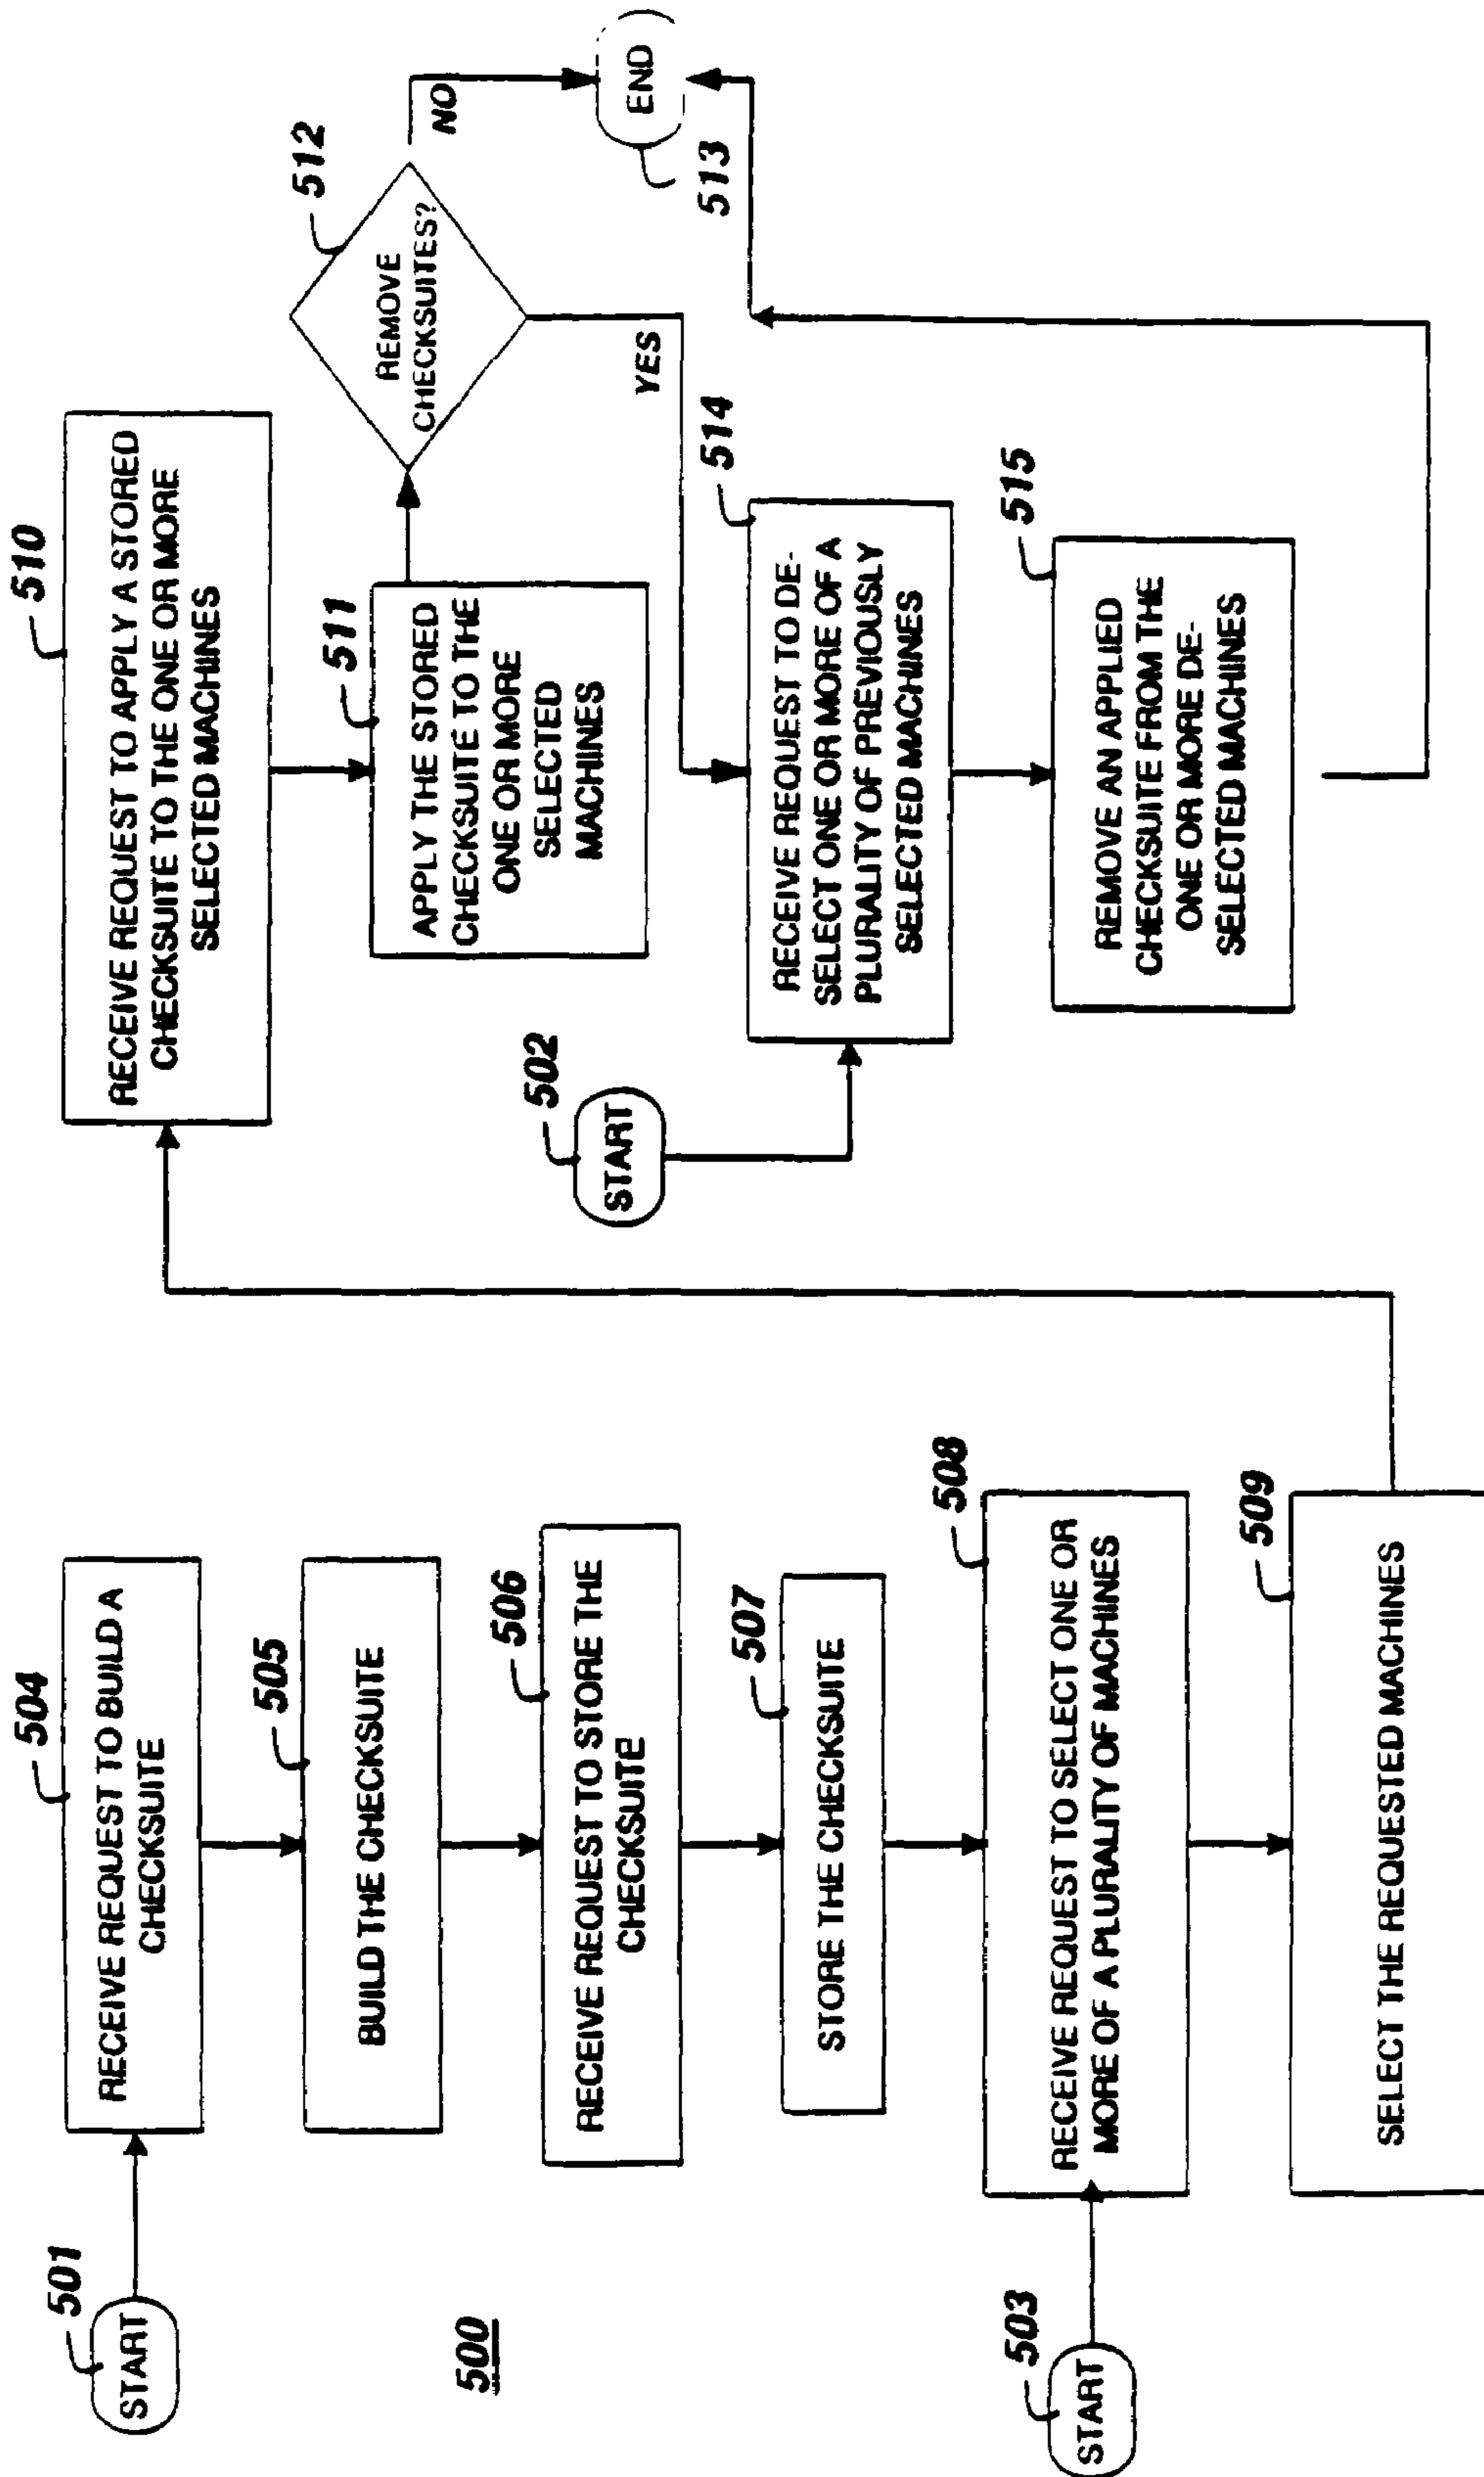 500
501
START
504
RECEIVE REQUEST TO BUILD A
CHECKSUITE
505
BUILD THE CHECKSUITE
506
RECEIVE REQUEST TO STORE THE
CHECKSUITE
507
STORE THE CHECKSUITE
503
START
508
RECEIVE REQUEST TO SELECT ONE OR
MORE OF A PLURALITY OF MACHINES
509
SELECT THE REQUESTED MACHINES
510
RECEIVE REQUEST TO APPLY A STORED
CHECKSUITE TO THE ONE OR MORE
SELECTED MACHINES
511
APPLY THE STORED
CHECKSUITE TO THE
ONE OR MORE
SELECTED
MACHINES
512
REMOVE
CHECKSUITES?
NO
YES
END
513
502
START
514
RECEIVE REQUEST TO DE-
SELECT ONE OR MORE OF A
PLURALITY OF PREVIOUSLY
SELECTED MACHINES
515
REMOVE AN APPLIED
CHECKSUITE FROM THE
ONE OR MORE DE-
SELECTED MACHINES